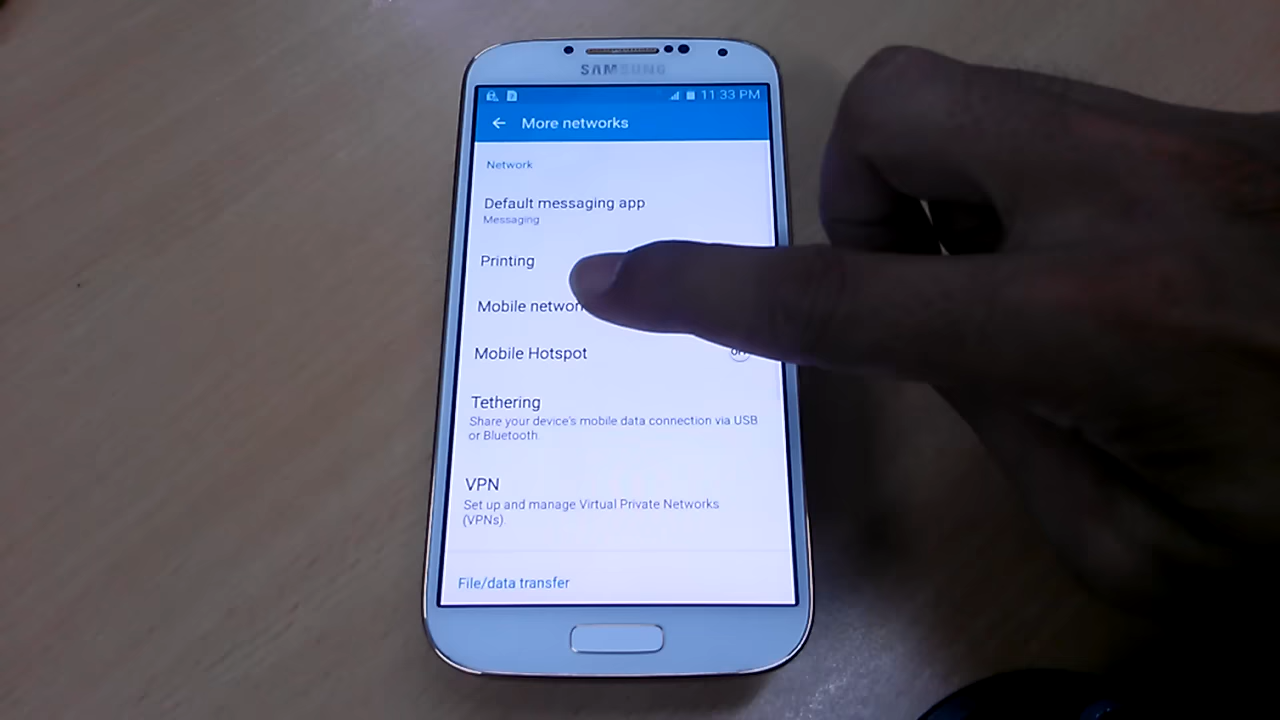 SAMSUNG
11:33 PM
More networks
Network
Default messaging app
Messaging
Printing
Mobile
Mobile Hotspot
Tethering
Share your device's mobile data connection via USB
or Bluetooth.
VPN
Set up and manage Virtual Private Networks
(VPNs).
File/data transfer